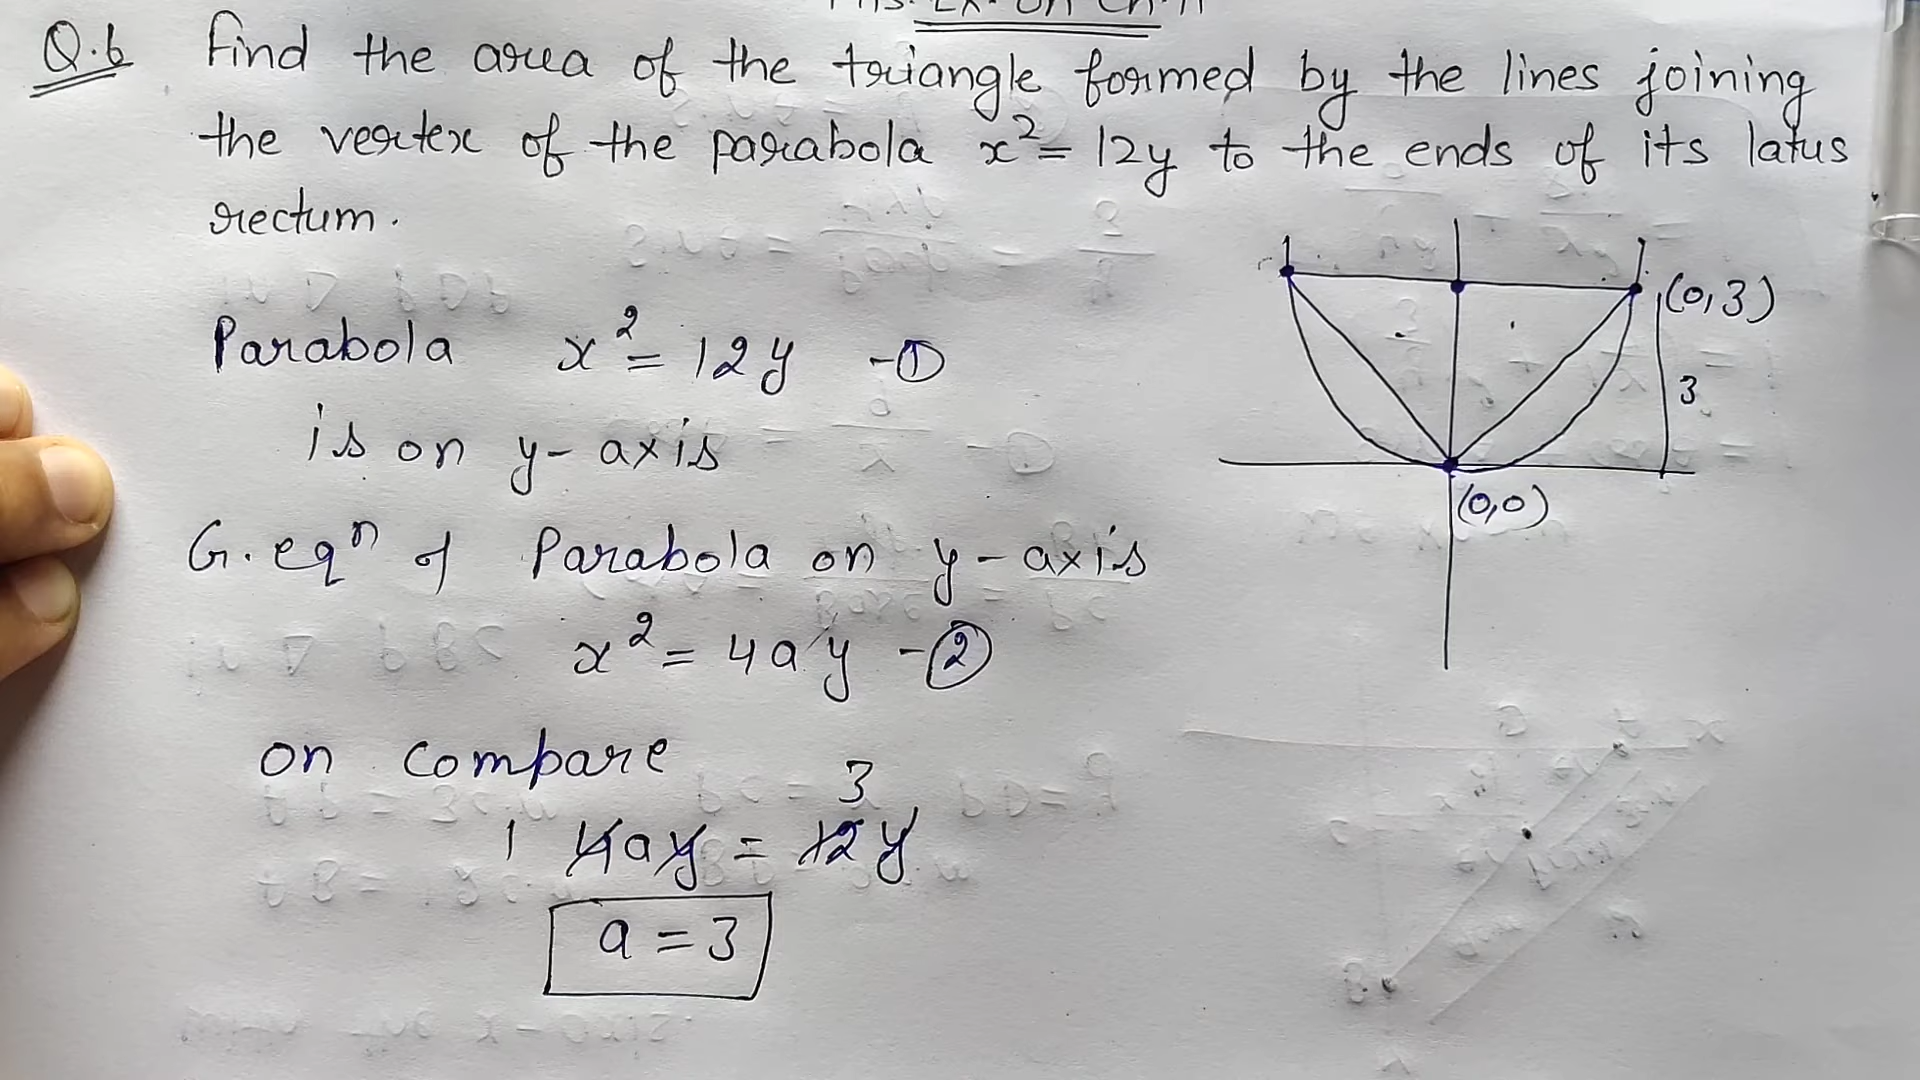 Q.6 find the area of the triangle formed by the lines joining
the vertex of the parabola x²= 12y to the ends of its latus
rectum.
(0,3)
3
(0,0)
Parabola x² = 12y -①
is on y-axis
G. eqⁿ of Parabola on y-axis
x² = 4ay -②
on compare
3
1 4ay = 12y
a = 3